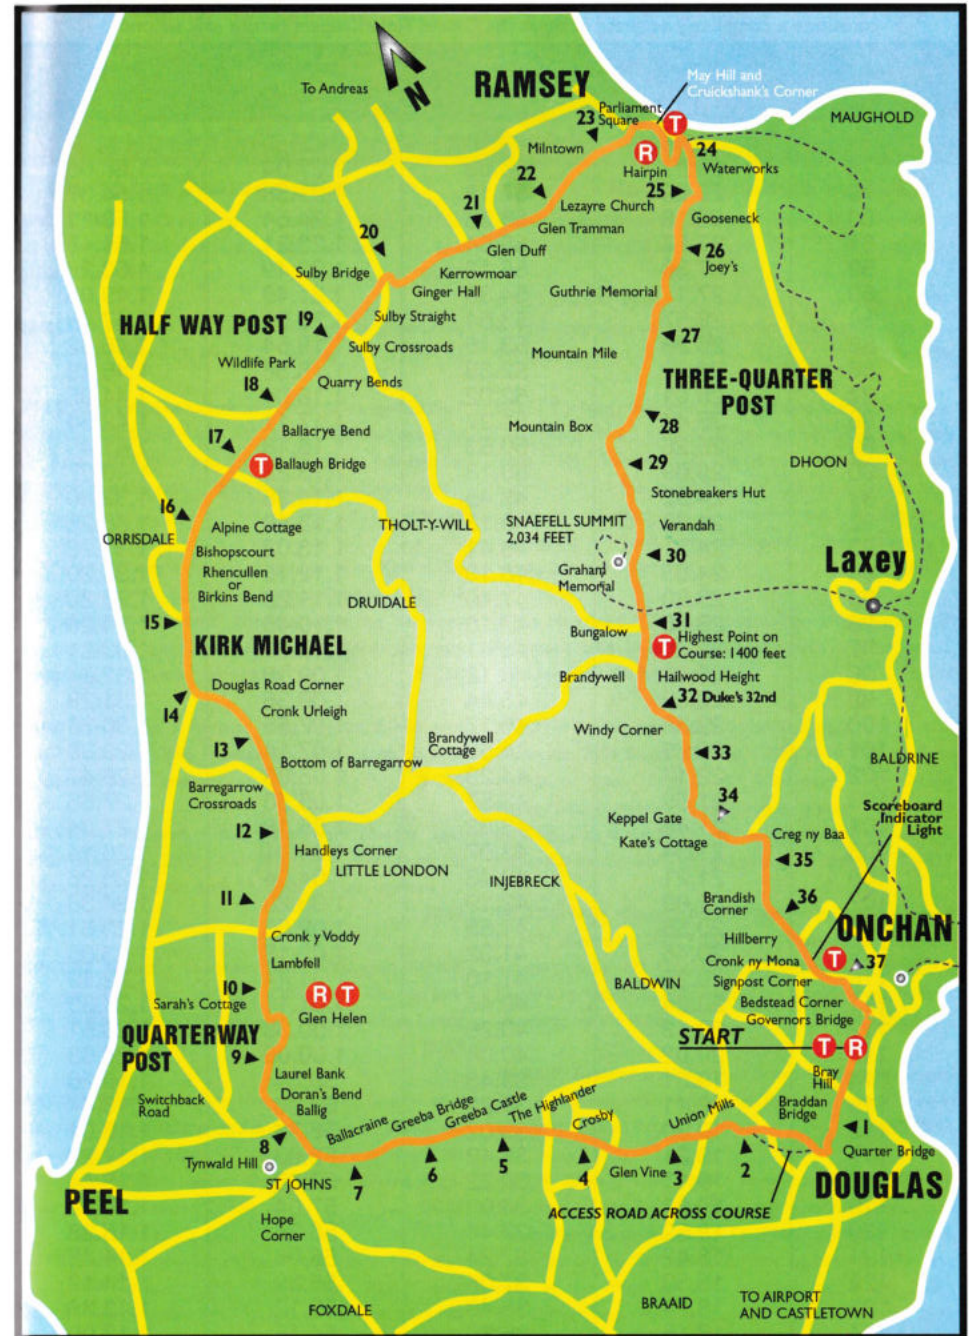 To Andreas
N
RAMSEY
May Hill and
Cruickshank's Corner
MAUGHOLD
Parliament
Square
23
T
Milntown
R
Hairpin
24
Waterworks
22
25
Lezayre Church
21
Glen Tramman
Gooseneck
20
Glen Duff
26
Joey's
Sulby Bridge
Kerrowmoar
Ginger Hall
Guthrie Memorial
HALF WAY POST
19
Sulby Straight
27
Sulby Crossroads
Mountain Mile
Wildlife Park
18
Quarry Bends
THREE-QUARTER
POST
17
Ballacrye Bend
Mountain Box
28
T
Ballaugh Bridge
29
DHOON
Stonebreakers Hut
16
ORRISDALE
Alpine Cottage
THOLT-Y-WILL
SNAEFELL SUMMIT
2,034 FEET
Verandah
Bishopscourt
30
Laxey
Rhencullen
or
Birkins Bend
Graham
Memorial
DRUIDALE
15
31
Bungalow
KIRK MICHAEL
T
Highest Point on
Course: 1400 feet
Brandywell
Hailwood Height
Douglas Road Corner
32 Duke's 32nd
14
Cronk Urleigh
Windy Corner
13
Brandywell
Cottage
33
Bottom of Barregarrow
BALDRINE
Barregarrow
Crossroads
34
Scoreboard
Indicator
Light
Keppel Gate
12
Kate's Cottage
Creg ny Baa
Handleys Corner
35
LITTLE LONDON
INJEBRECK
11
Brandish
Corner
36
ONCHAN
Cronk y Voddy
Hillberry
Lambfell
Cronk ny Mona
T
37
10
Signpost Corner
BALDWIN
Sarah's Cottage
R
T
Glen Helen
Bedstead Corner
Governors Bridge
QUARTERWAY
POST
START
T
R
9
Laurel Bank
Bray
Hill
Doran's Bend
Switchback
Road
Ballig
Braddan
Bridge
Ballacraine
Greeba Bridge
Greeba Castle
The Highlander
Crosby
Union Mills
1
8
Quarter Bridge
Tynwald Hill
ST JOHNS
7
6
5
4
Glen Vine
3
2
PEEL
DOUGLAS
ACCESS ROAD ACROSS COURSE
Hope
Corner
FOXDALE
BRAAID
TO AIRPORT
AND CASTLETOWN